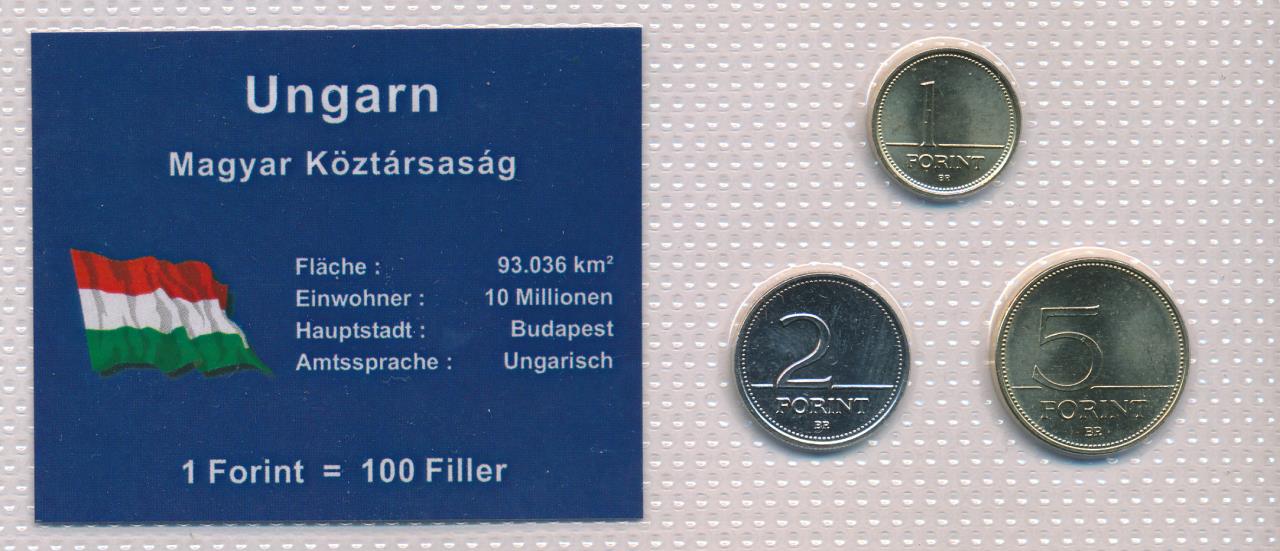 Ungarn
Magyar Köztársaság
Fläche : 93.036 km²
Einwohner : 10 Millionen
Hauptstadt : Budapest
Amtssprache : Ungarisch
1 Forint = 100 Filler
1
FORINT
BP.
2
FORINT
BP.
5
FORINT
BP.